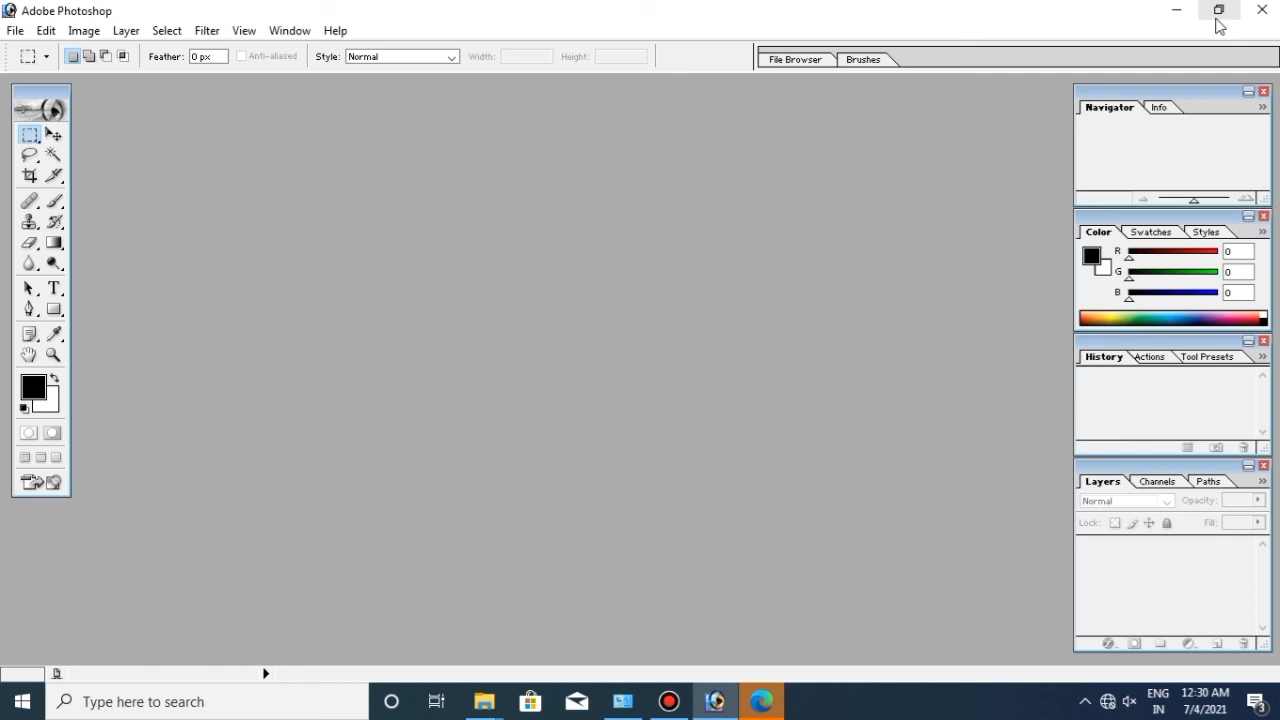 Adobe Photoshop
File Edit Image Layer Select Filter View Window Help
Feather: 0 px Anti-aliased Style: Normal Width: Height: File Browser Brushes
Navigator Info
Color Swatches Styles
R 0
G 0
B 0
History Actions Tool Presets
Layers Channels Paths
Normal Opacity:
Lock: Fill:
Type here to search
ENG
IN
12:30 AM
7/4/2021
3